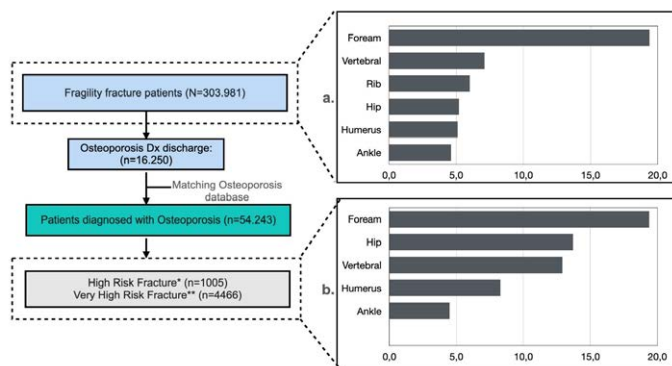 Fragility fracture patients (N=303.981)
Osteoporosis Dx discharge:
(n=16.250)
Matching Osteoporosis
database
Patients diagnosed with Osteoporosis (n=54.243)
High Risk Fracture* (n=1005)
Very High Risk Fracture** (n=4466)
a.
Foream
Vertebral
Rib
Hip
Humerus
Ankle
0,0 5,0 10,0 15,0 20,0
b.
Foream
Hip
Vertebral
Humerus
Ankle
0,0 5,0 10,0 15,0 20,0